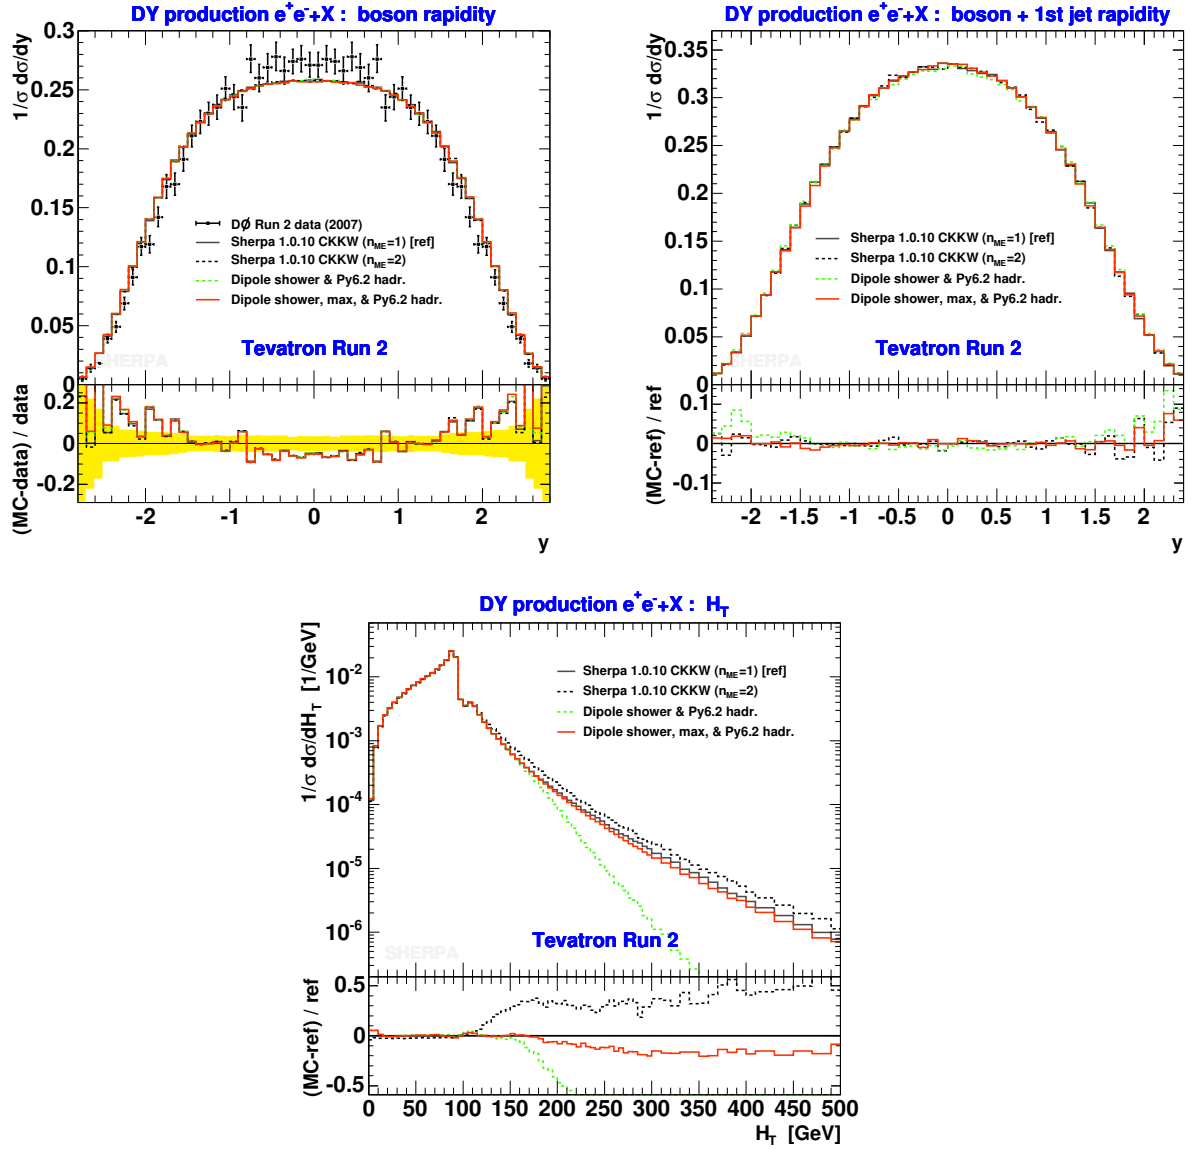 DY production e⁺e⁻+X : boson rapidity
1/σ dσ/dy
0.3
0.25
0.2
0.15
0.1
0.05
0
DØ Run 2 data (2007)
Sherpa 1.0.10 CKKW (n_ME=1) [ref]
Sherpa 1.0.10 CKKW (n_ME=2)
Dipole shower & Py6.2 hadr.
Dipole shower, max, & Py6.2 hadr.
Tevatron Run 2
SHERPA
(MC-data) / data
0.2
0
-0.2
-2 -1 0 1 2
y
DY production e⁺e⁻+X : boson + 1st jet rapidity
1/σ dσ/dy
0.35
0.3
0.25
0.2
0.15
0.1
0.05
0
Sherpa 1.0.10 CKKW (n_ME=1) [ref]
Sherpa 1.0.10 CKKW (n_ME=2)
Dipole shower & Py6.2 hadr.
Dipole shower, max, & Py6.2 hadr.
Tevatron Run 2
SHERPA
(MC-ref) / ref
0.1
0
-0.1
-2 -1.5 -1 -0.5 0 0.5 1 1.5 2
y
DY production e⁺e⁻+X : H_T
1/σ dσ/dH_T [1/GeV]
10⁻²
10⁻³
10⁻⁴
10⁻⁵
10⁻⁶
Sherpa 1.0.10 CKKW (n_ME=1) [ref]
Sherpa 1.0.10 CKKW (n_ME=2)
Dipole shower & Py6.2 hadr.
Dipole shower, max, & Py6.2 hadr.
Tevatron Run 2
SHERPA
(MC-ref) / ref
0.5
0
-0.5
0 50 100 150 200 250 300 350 400 450 500
H_T [GeV]